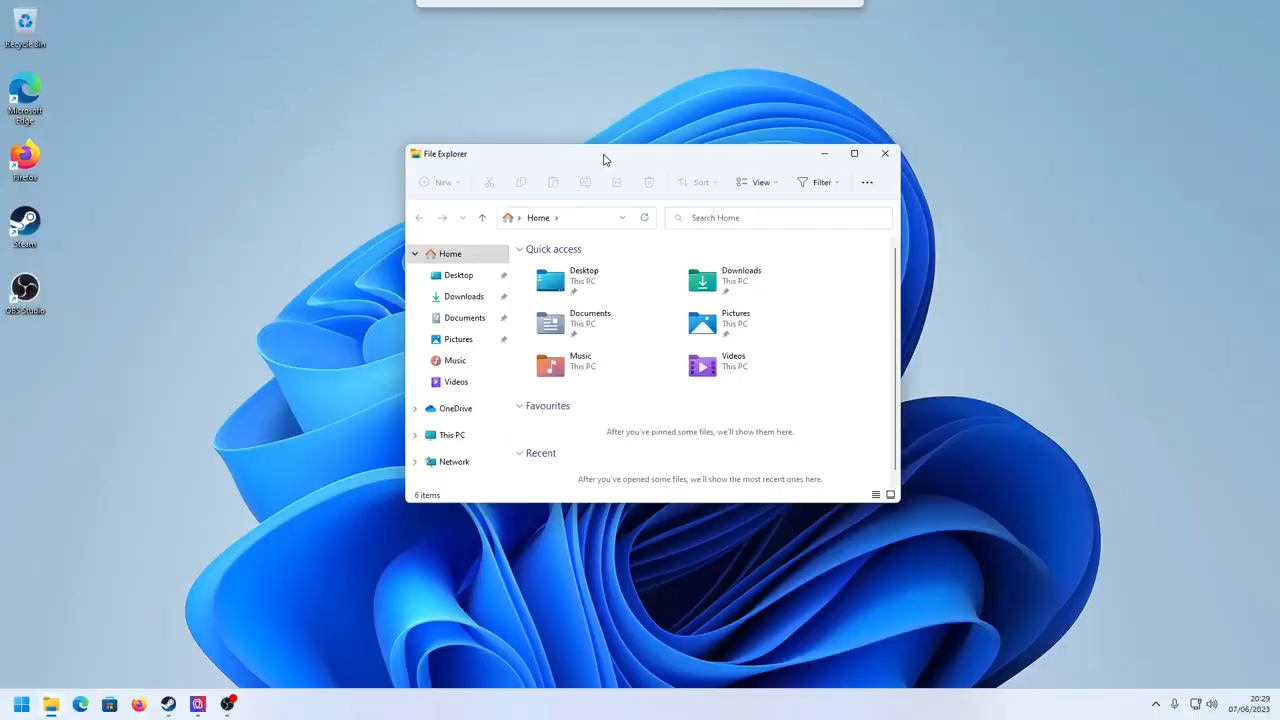 Recycle Bin
Microsoft
Edge
Firefox
Steam
OBS Studio
File Explorer
New
Sort
View
Filter
Home
Search Home
Home
Desktop
Downloads
Documents
Pictures
Music
Videos
OneDrive
This PC
Network
Quick access
Desktop
This PC
Downloads
This PC
Documents
This PC
Pictures
This PC
Music
This PC
Videos
This PC
Favourites
After you've pinned some files, we'll show them here.
Recent
After you've opened some files, we'll show the most recent ones here.
6 items
20:29
07/06/2023